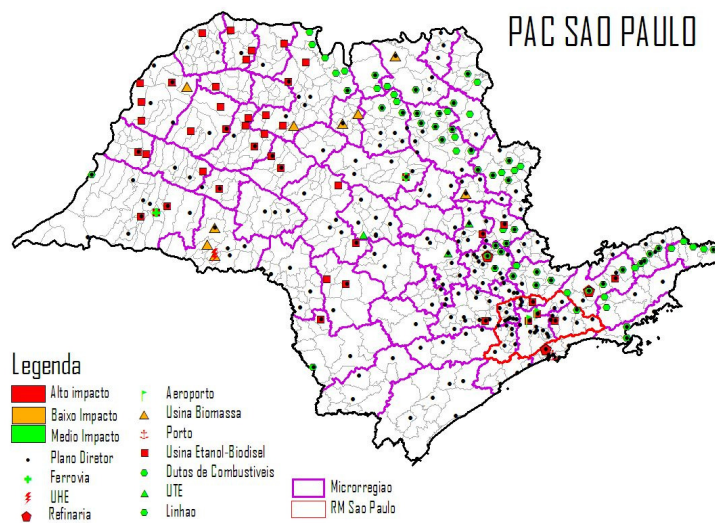 PAC SAO PAULO
Legenda
Alto impacto
Baixo Impacto
Medio Impacto
Plano Diretor
Ferrovia
UHE
Refinaria
Aeroporto
Usina Biomassa
Porto
Usina Etanol-Biodisel
Dutos de Combustiveis
UTE
Linhao
Microrregiao
RM Sao Paulo